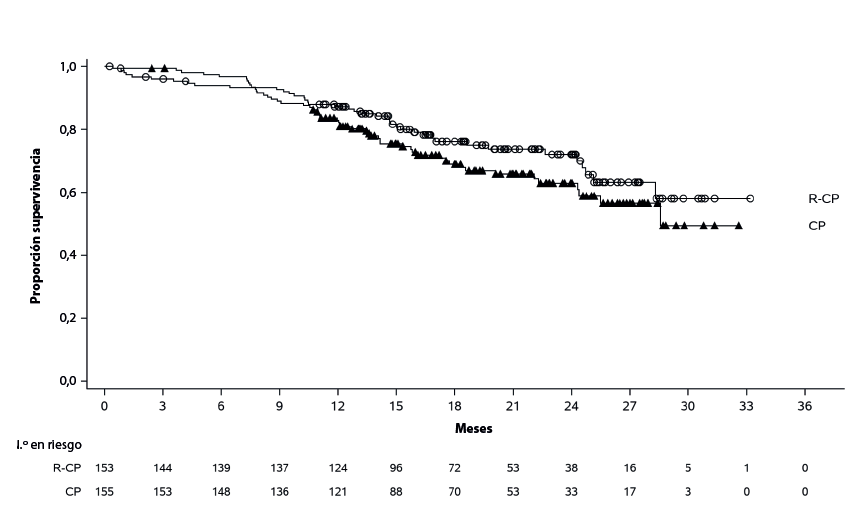 1,0
0,8
0,6
0,4
0,2
0,0
Proporción supervivencia
R-CP
CP
0 3 6 9 12 15 18 21 24 27 30 33 36
Meses
I.º en riesgo
R-CP 153 144 139 137 124 96 72 53 38 16 5 1 0
CP 155 153 148 136 121 88 70 53 33 17 3 0 0